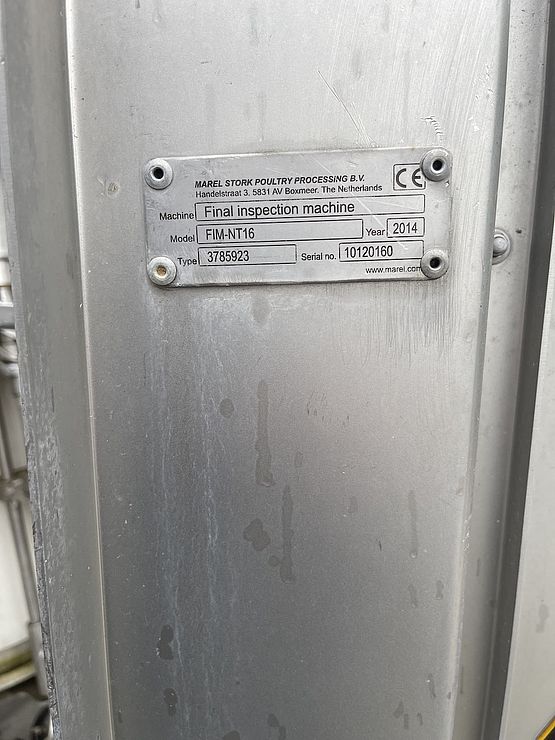 MAREL STORK POULTRY PROCESSING B.V.
Handelstraat 3, 5831 AV Boxmeer. The Netherlands
CE
Machine Final inspection machine
Model FIM-NT16 Year 2014
Type 3785923 Serial no. 10120160
www.marel.com